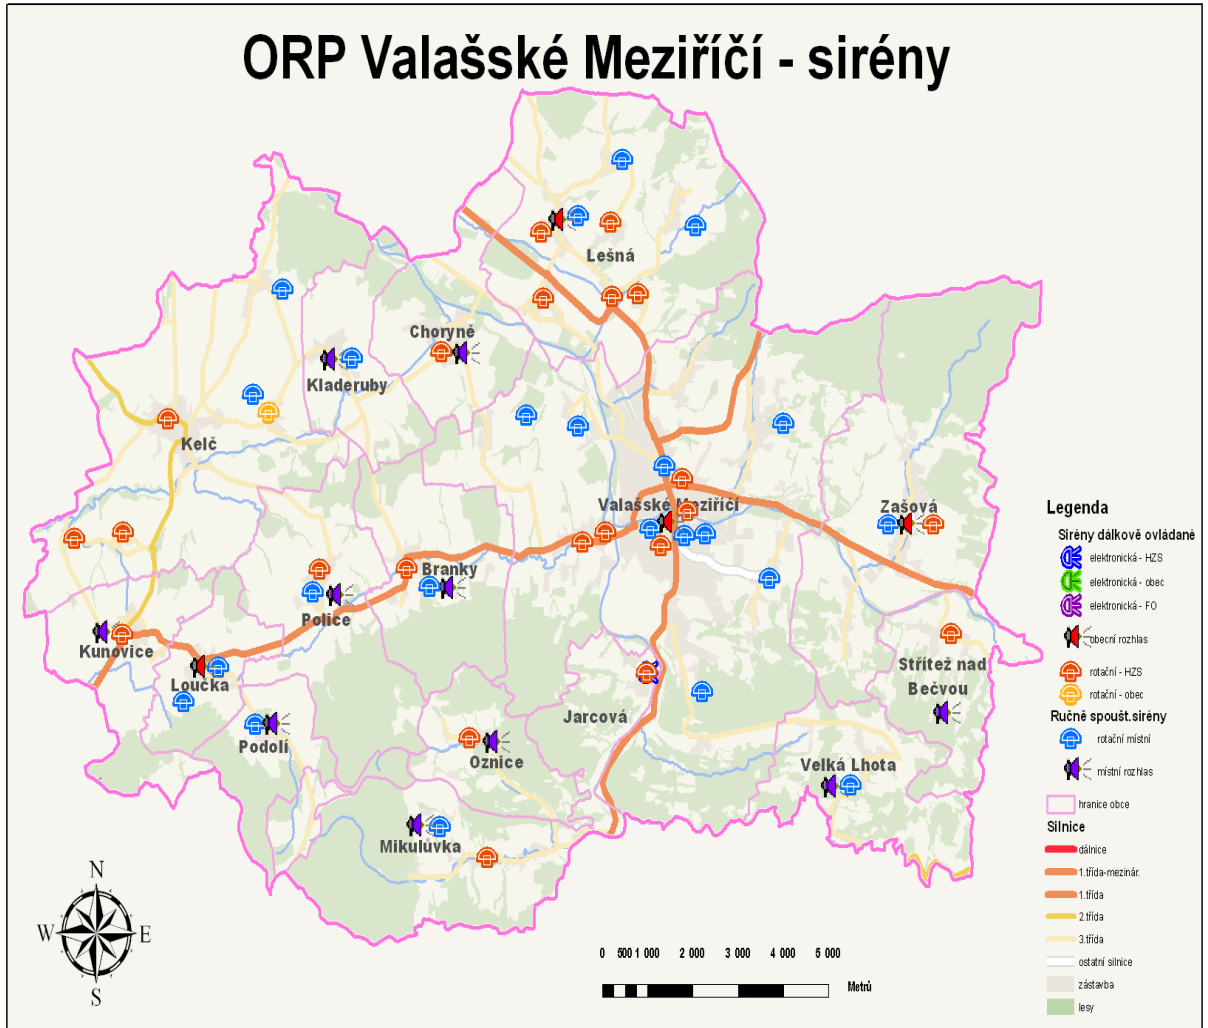 ORP Valašské Meziříčí - sirény
Lešná
Choryně
Kladeruby
Kelč
Valašské Meziříčí
Zašová
Branky
Police
Kunovice
Loučka
Střítež nad
Bečvou
Jarcová
Podolí
Oznice
Velká Lhota
Mikulůvka
Legenda
Sirény dálkově ovládané
elektronická - HZS
elektronická - obec
elektronická - FO
obecní rozhlas
rotační - HZS
rotační - obec
Ručně spoušt.sirény
rotační místní
místní rozhlas
hranice obce
Silnice
dálnice
1.třída-mezinár.
1.třída
2.třída
3.třída
ostatní silnice
zástavba
lesy
N
W E
S
0 500 1 000 2 000 3 000 4 000 5 000
Metrů